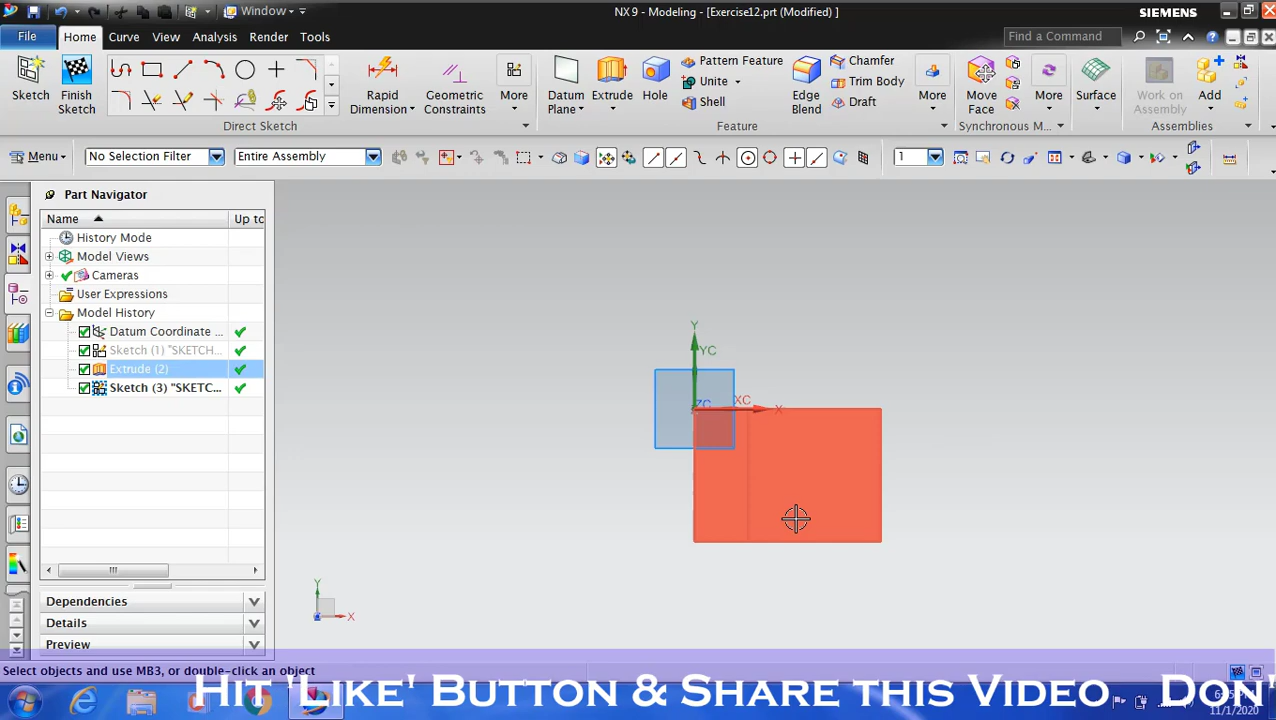 Window
NX 9 - Modeling - [Exercise12.prt (Modified) ]
SIEMENS
File Home Curve View Analysis Render Tools
Find a Command
Sketch
Finish Sketch
Rapid Dimension
Geometric Constraints
More
Direct Sketch
Datum Plane
Extrude
Hole
Pattern Feature
Unite
Shell
Edge Blend
Chamfer
Trim Body
Draft
More
Feature
Move Face
More
Synchronous M...
Surface
Work on Assembly
Add
Assemblies
Menu
No Selection Filter
Entire Assembly
1
Part Navigator
Name
Up to
History Mode
Model Views
Cameras
User Expressions
Model History
Datum Coordinate ...
Sketch (1) "SKETCH...
Extrude (2)
Sketch (3) "SKETC...
Dependencies
Details
Preview
Y
YC
ZC
XC
X
Y
X
Select objects and use MB3, or double-click an object
Hit 'Like' Button & Share this Video Don'
11/1/2020